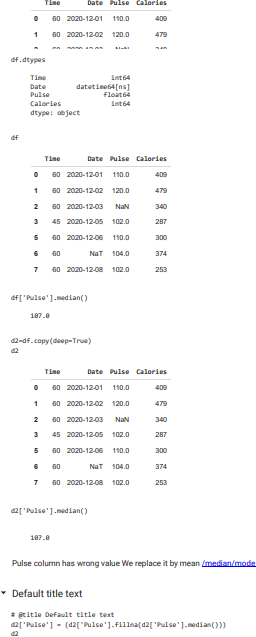 Time Date Pulse Calories
0 60 2020-12-01 110.0 409
1 60 2020-12-02 120.0 479
df.dtypes
Time int64
Date datetime64[ns]
Pulse float64
Calories int64
dtype: object
df
Time Date Pulse Calories
0 60 2020-12-01 110.0 409
1 60 2020-12-02 120.0 479
2 60 2020-12-03 NaN 340
3 45 2020-12-05 102.0 287
5 60 2020-12-06 110.0 300
6 60 NaT 104.0 374
7 60 2020-12-08 102.0 253
df['Pulse'].median()
107.0
d2=df.copy(deep=True)
d2
Time Date Pulse Calories
0 60 2020-12-01 110.0 409
1 60 2020-12-02 120.0 479
2 60 2020-12-03 NaN 340
3 45 2020-12-05 102.0 287
5 60 2020-12-06 110.0 300
6 60 NaT 104.0 374
7 60 2020-12-08 102.0 253
d2['Pulse'].median()
107.0
Pulse column has wrong value We replace it by mean /median/mode
Default title text
# @title Default title text
d2['Pulse'] = (d2['Pulse'].fillna(d2['Pulse'].median()))
d2